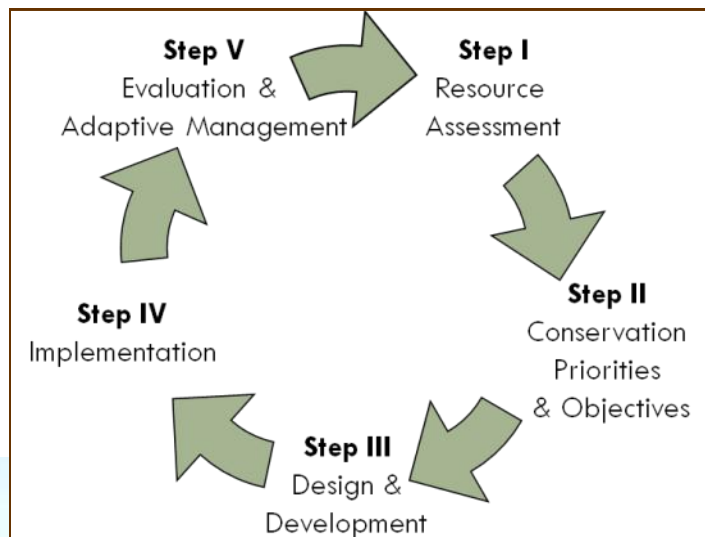 Step I
Resource
Assessment
Step II
Conservation
Priorities
& Objectives
Step III
Design &
Development
Step IV
Implementation
Step V
Evaluation &
Adaptive Management